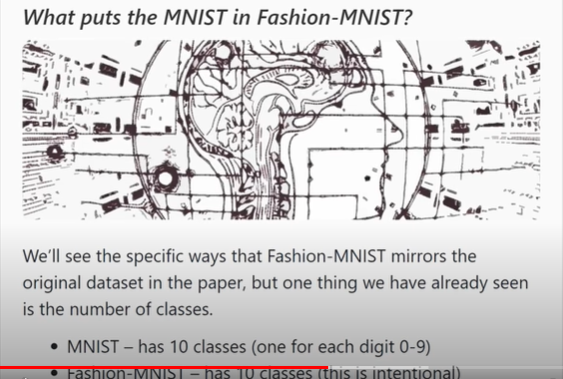 What puts the MNIST in Fashion-MNIST?
We'll see the specific ways that Fashion-MNIST mirrors the
original dataset in the paper, but one thing we have already seen
is the number of classes.
• MNIST – has 10 classes (one for each digit 0-9)
• Fashion-MNIST – has 10 classes (this is intentional)